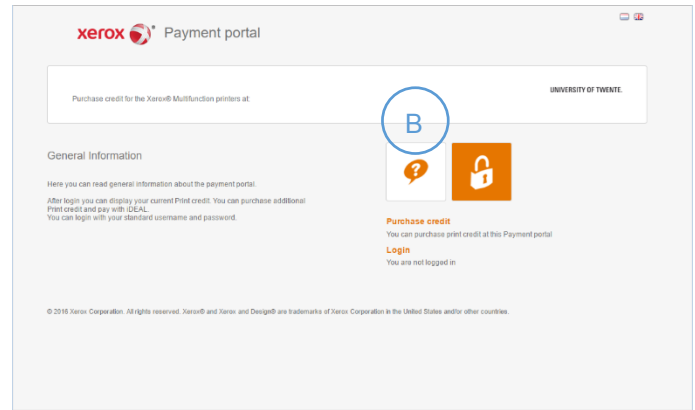 xerox Payment portal
Purchase credit for the Xerox® Multifunction printers at:
UNIVERSITY OF TWENTE.
B
General Information
Here you can read general information about the payment portal.
After login you can display your current Print credit. You can purchase additional
Print credit and pay with iDEAL.
You can login with your standard username and password.
?
Purchase credit
You can purchase print credit at this Payment portal
Login
You are not logged in
© 2016 Xerox Corporation. All rights reserved. Xerox® and Xerox and Design® are trademarks of Xerox Corporation in the United States and/or other countries.